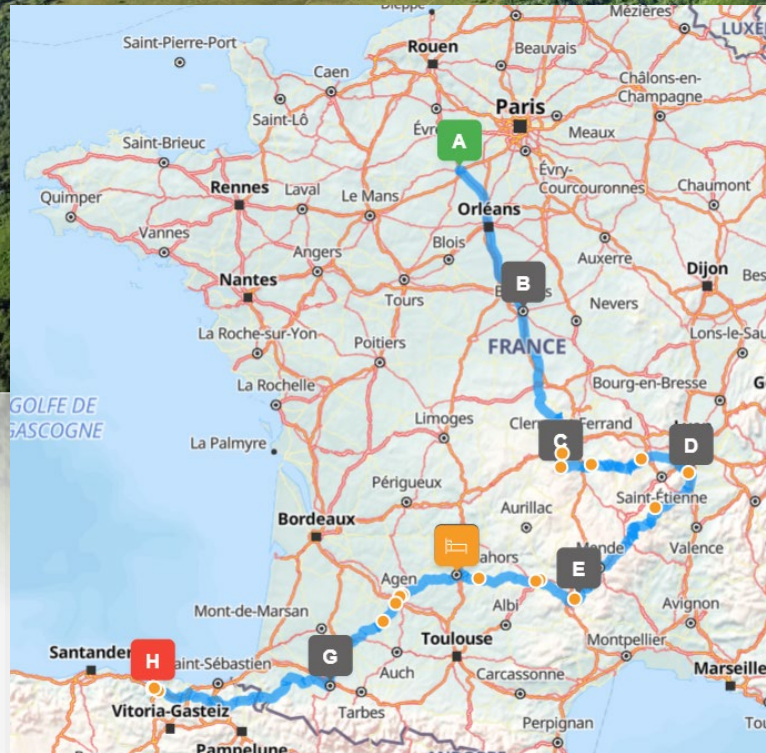 Dieppe
Mézières
LUXEM
Saint-Pierre-Port
Rouen
Beauvais
Caen
Châlons-en-
Champagne
Saint-Lô
Paris
Meaux
Évre
A
Saint-Brieuc
Évry-
Courcouronnes
Chaumont
Quimper
Rennes
Laval
Le Mans
Orléans
Vannes
Blois
Auxerre
Angers
Dijon
Bes
Nantes
Tours
B
Nevers
La Roche-sur-Yon
Poitiers
FRANCE
Lons-le-Sau
Bourg-en-Bresse
G
La Rochelle
GOLFE DE
GASCOGNE
Limoges
Clerm
Ferrand
La Palmyre
C
D
Périgueux
Saint-Étienne
Aurillac
Bordeaux
Valence
ahors
Mende
E
Agen
Mont-de-Marsan
Albi
Avignon
Toulouse
Montpellier
Santander
H
Saint-Sébastien
G
Auch
Marseille
Carcassonne
Vitoria-Gasteiz
Tarbes
Tou
Pampelune
Perpignan